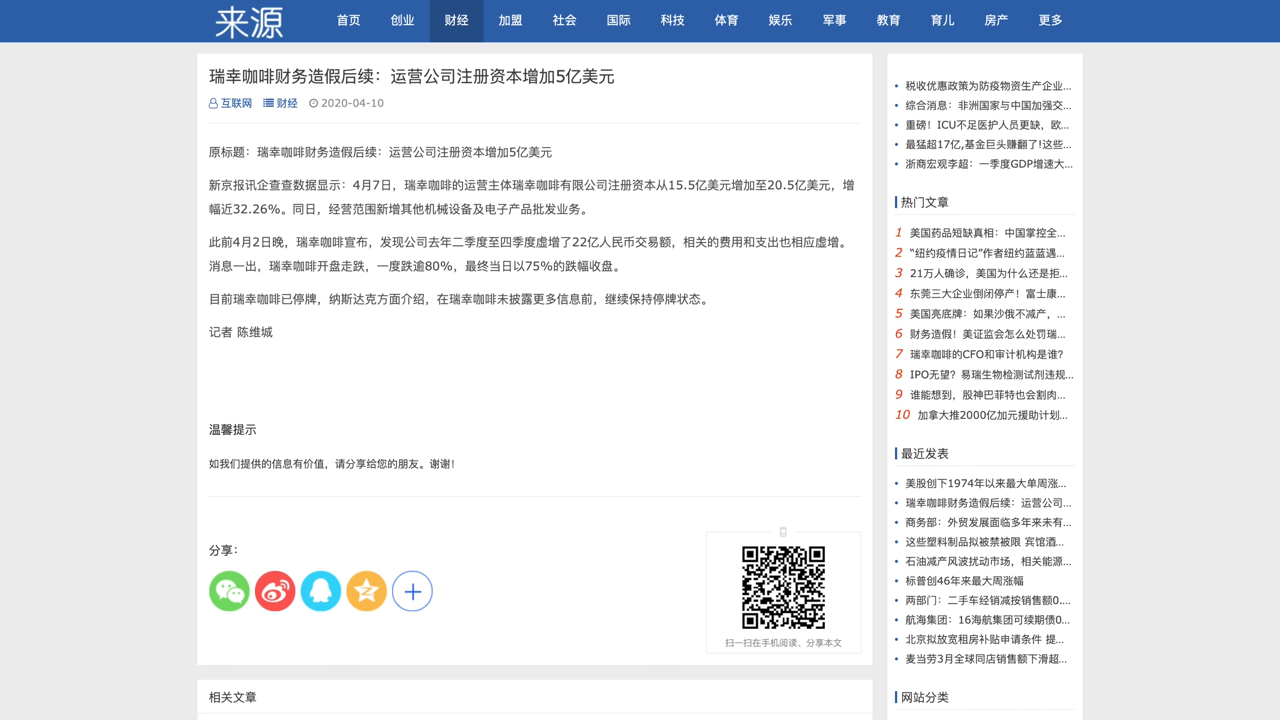 来源
首页 创业 财经 加盟 社会 国际 科技 体育 娱乐 军事 教育 育儿 房产 更多
瑞幸咖啡财务造假后续：运营公司注册资本增加5亿美元
互联网 财经 2020-04-10
原标题：瑞幸咖啡财务造假后续：运营公司注册资本增加5亿美元
新京报讯企查查数据显示：4月7日，瑞幸咖啡的运营主体瑞幸咖啡有限公司注册资本从15.5亿美元增加至20.5亿美元，增
幅近32.26%。同日，经营范围新增其他机械设备及电子产品批发业务。
此前4月2日晚，瑞幸咖啡宣布，发现公司去年二季度至四季度虚增了22亿人民币交易额，相关的费用和支出也相应虚增。
消息一出，瑞幸咖啡开盘走跌，一度跌逾80%，最终当日以75%的跌幅收盘。
目前瑞幸咖啡已停牌，纳斯达克方面介绍，在瑞幸咖啡未披露更多信息前，继续保持停牌状态。
记者 陈维城
温馨提示
如我们提供的信息有价值，请分享给您的朋友。谢谢！
分享：
扫一扫在手机阅读、分享本文
相关文章
税收优惠政策为防疫物资生产企业...
综合消息：非洲国家与中国加强交...
重磅！ICU不足医护人员更缺，欧...
最猛超17亿,基金巨头赚翻了!这些...
浙商宏观李超：一季度GDP增速大...
热门文章
1 美国药品短缺真相：中国掌控全...
2 “纽约疫情日记”作者纽约蓝蓝遇...
3 21万人确诊，美国为什么还是拒...
4 东莞三大企业倒闭停产！富士康...
5 美国亮底牌：如果沙俄不减产，...
6 财务造假！美证监会怎么处罚瑞...
7 瑞幸咖啡的CFO和审计机构是谁？
8 IPO无望？易瑞生物检测试剂违规...
9 谁能想到，股神巴菲特也会割肉...
10 加拿大推2000亿加元援助计划...
最近发表
美股创下1974年以来最大单周涨...
瑞幸咖啡财务造假后续：运营公司...
商务部：外贸发展面临多年来未有...
这些塑料制品拟被禁被限 宾馆酒...
石油减产风波扰动市场，相关能源...
标普创46年来最大周涨幅
两部门：二手车经销减按销售额0....
航海集团：16海航集团可续期债0...
北京拟放宽租房补贴申请条件 提...
麦当劳3月全球同店销售额下滑超...
网站分类